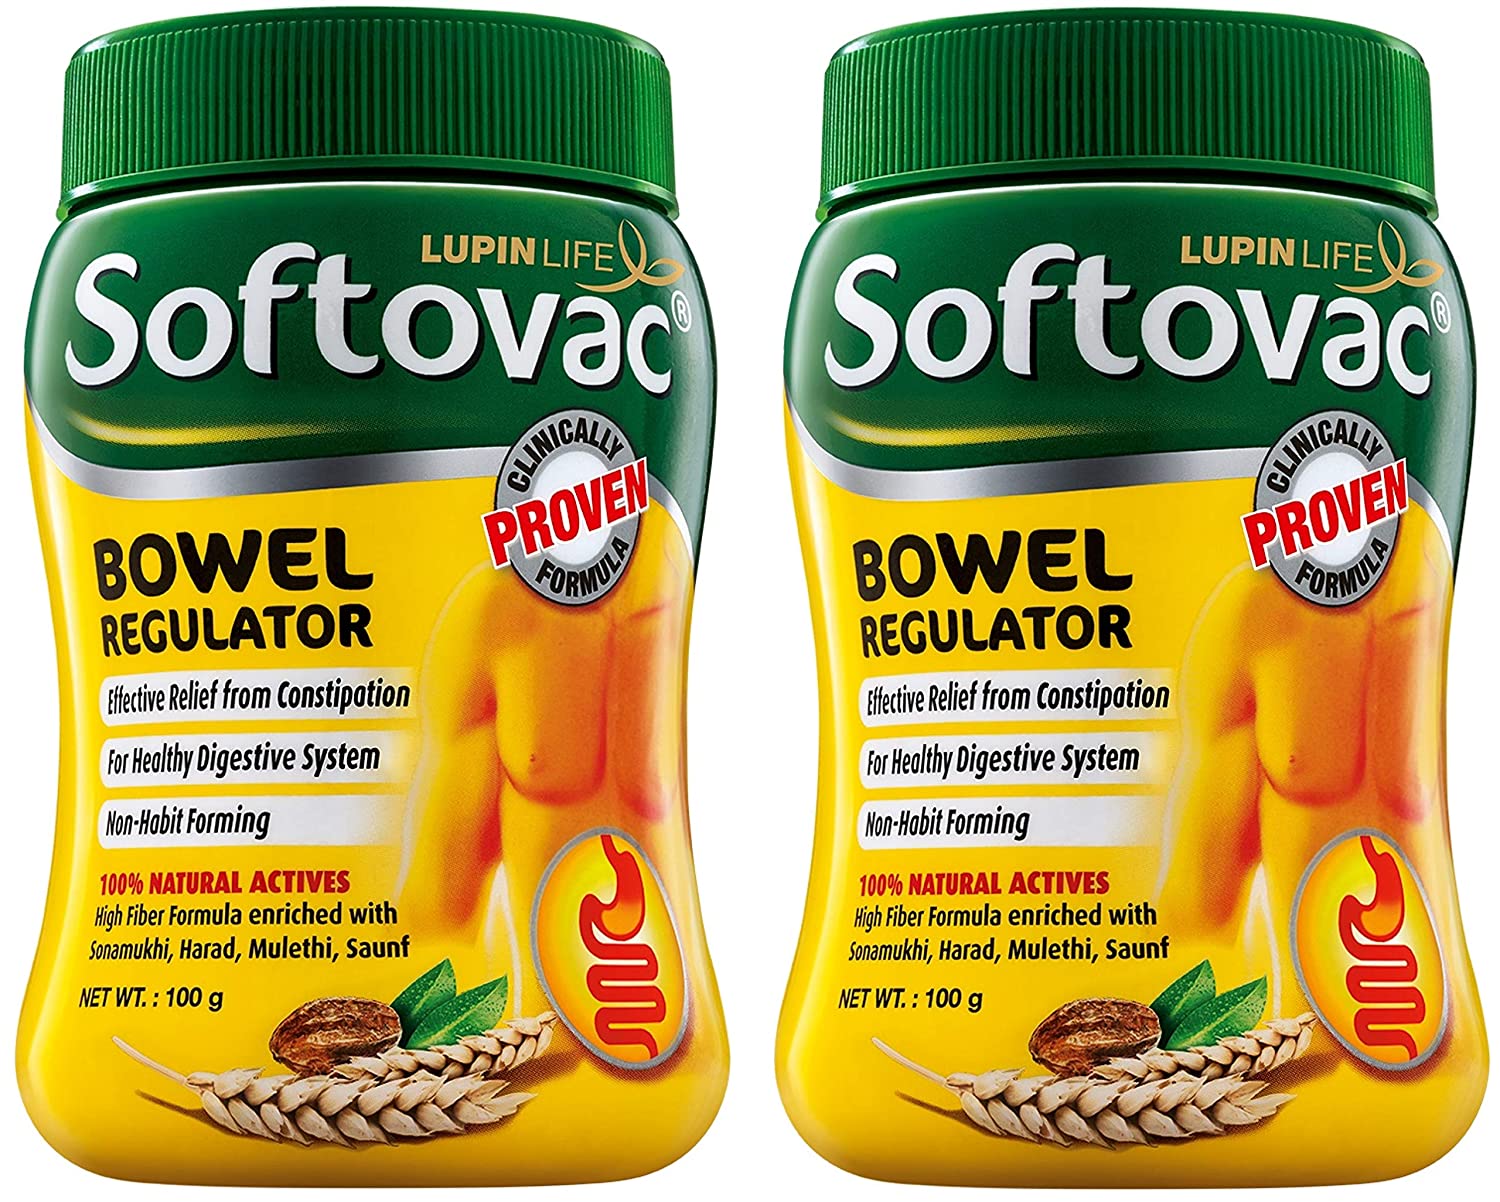 LUPIN LIFE
Softovac®
CLINICALLY
PROVEN
FORMULA
BOWEL
REGULATOR
Effective Relief from Constipation
For Healthy Digestive System
Non-Habit Forming
100% NATURAL ACTIVES
High Fiber Formula enriched with
Sonamukhi, Harad, Mulethi, Saunf
NET WT. : 100 g
LUPIN LIFE
Softovac®
CLINICALLY
PROVEN
FORMULA
BOWEL
REGULATOR
Effective Relief from Constipation
For Healthy Digestive System
Non-Habit Forming
100% NATURAL ACTIVES
High Fiber Formula enriched with
Sonamukhi, Harad, Mulethi, Saunf
NET WT. : 100 g